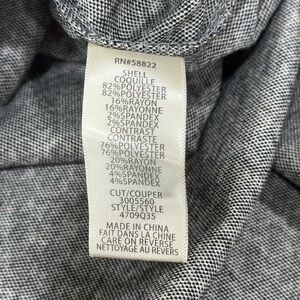 RN#58822
SHELL
COQUILLE
82%POLYESTER
82%POLYESTER
16%RAYON
16%RAYONNE
2%SPANDEX
2%SPANDEX
CONTRAST
CONTRASTE
76%POLYESTER
76%POLYESTER
20%RAYON
20%RAYONNE
4%SPANDEX
4%SPANDEX
CUT/COUPER
3005560
STYLE/STYLE
4709Q35
MADE IN CHINA
FAIT DANS LA CHINE
CARE ON REVERSE
NETTOYAGE AU REVERS